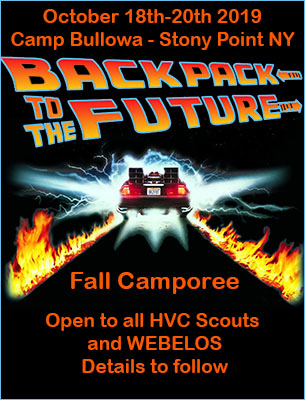 October 18th-20th 2019
Camp Bullowa - Stony Point NY
BACKPACK
TO THE FUTURE
Fall Camporee
Open to all HVC Scouts
and WEBELOS
Details to follow